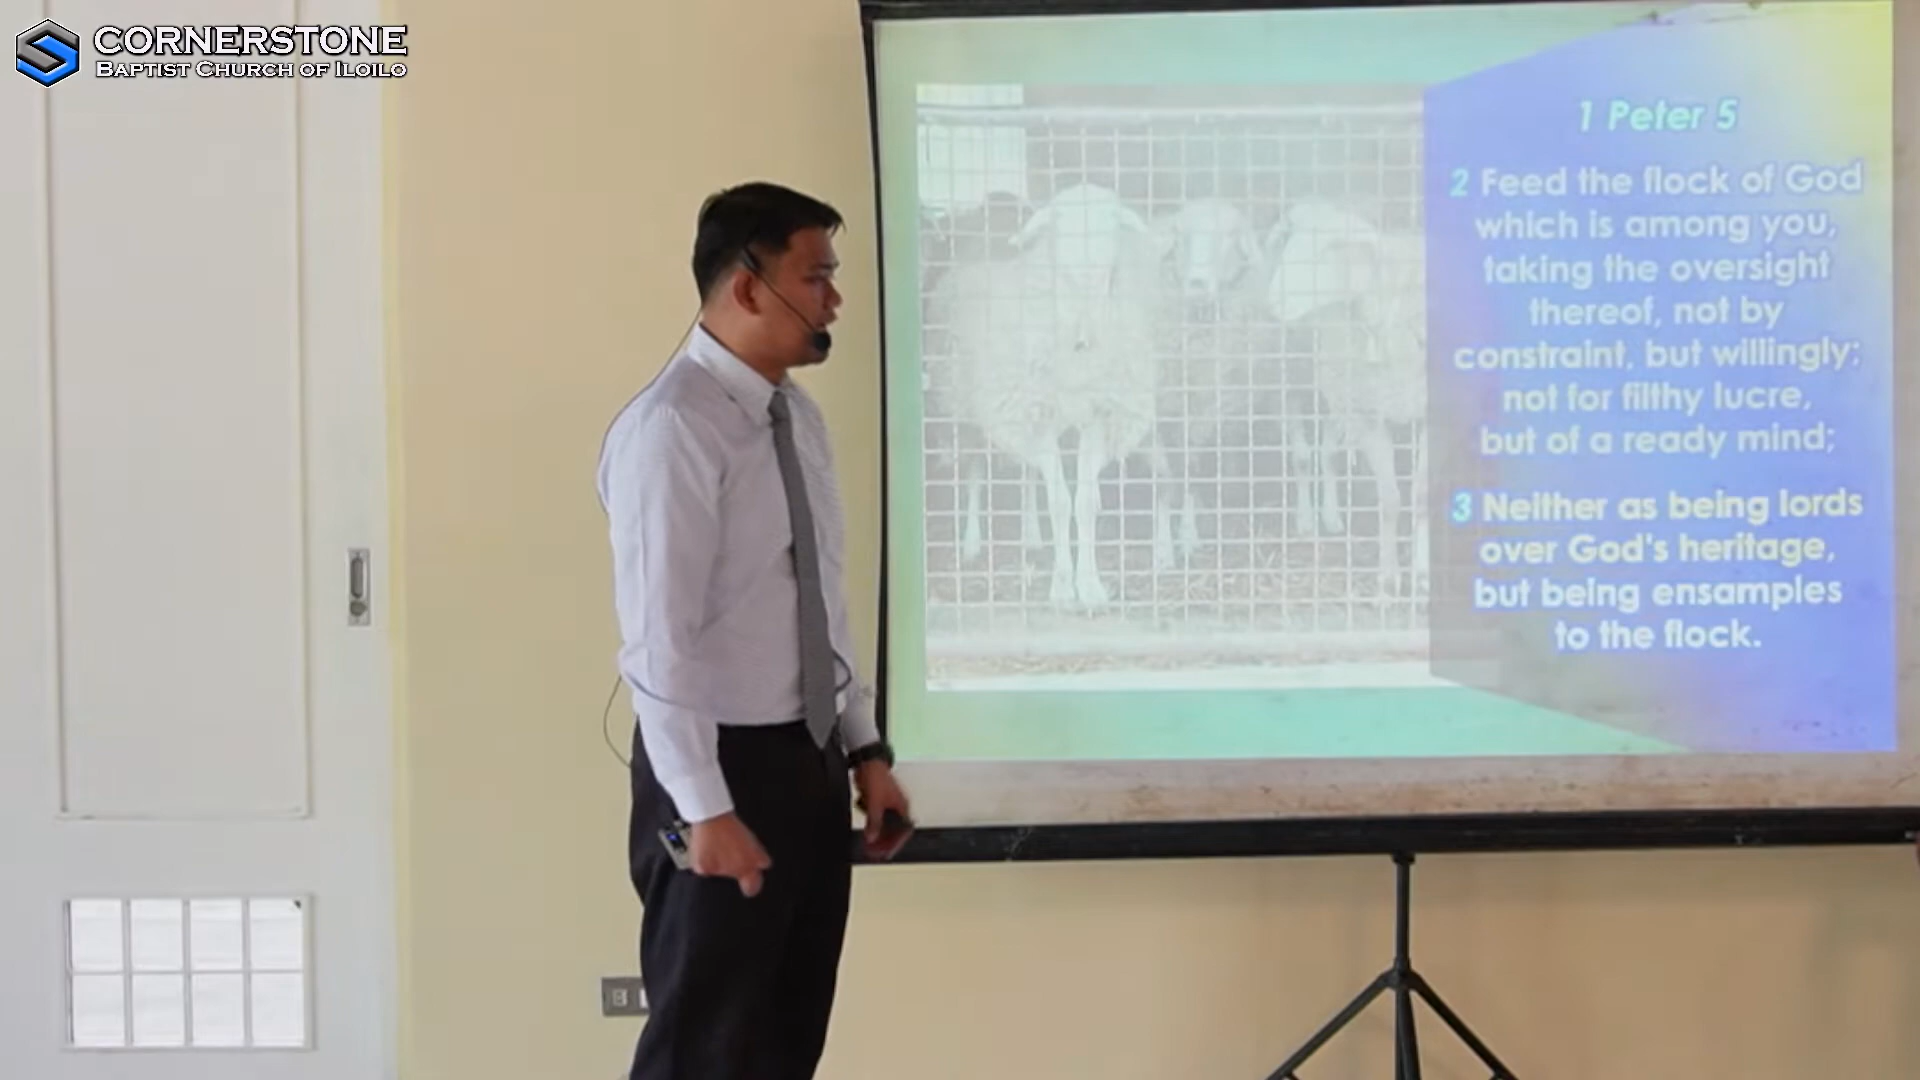 CORNERSTONE
BAPTIST CHURCH OF ILOILO
1 Peter 5
2 Feed the flock of God
which is among you,
taking the oversight
thereof, not by
constraint, but willingly;
not for filthy lucre,
but of a ready mind;
3 Neither as being lords
over God's heritage,
but being ensamples
to the flock.